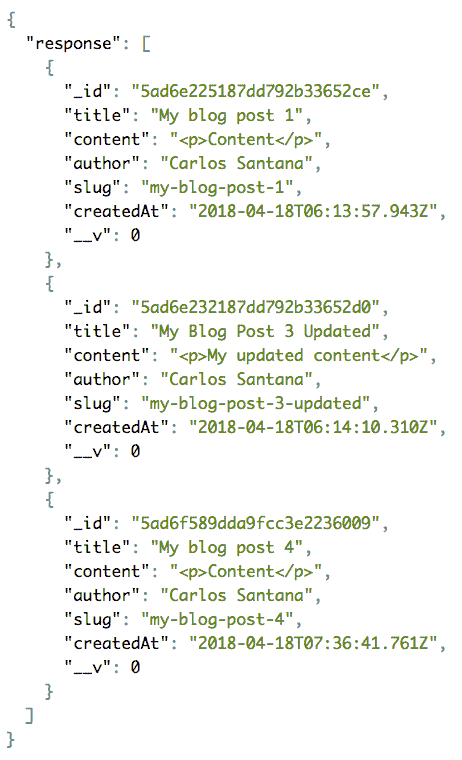 {
  "response": [
    {
      "_id": "5ad6e225187dd792b33652ce",
      "title": "My blog post 1",
      "content": "<p>Content</p>",
      "author": "Carlos Santana",
      "slug": "my-blog-post-1",
      "createdAt": "2018-04-18T06:13:57.943Z",
      "__v": 0
    },
    {
      "_id": "5ad6e232187dd792b33652d0",
      "title": "My Blog Post 3 Updated",
      "content": "<p>My updated content</p>",
      "author": "Carlos Santana",
      "slug": "my-blog-post-3-updated",
      "createdAt": "2018-04-18T06:14:10.310Z",
      "__v": 0
    },
    {
      "_id": "5ad6f589dda9fcc3e2236009",
      "title": "My blog post 4",
      "content": "<p>Content</p>",
      "author": "Carlos Santana",
      "slug": "my-blog-post-4",
      "createdAt": "2018-04-18T07:36:41.761Z",
      "__v": 0
    }
  ]
}